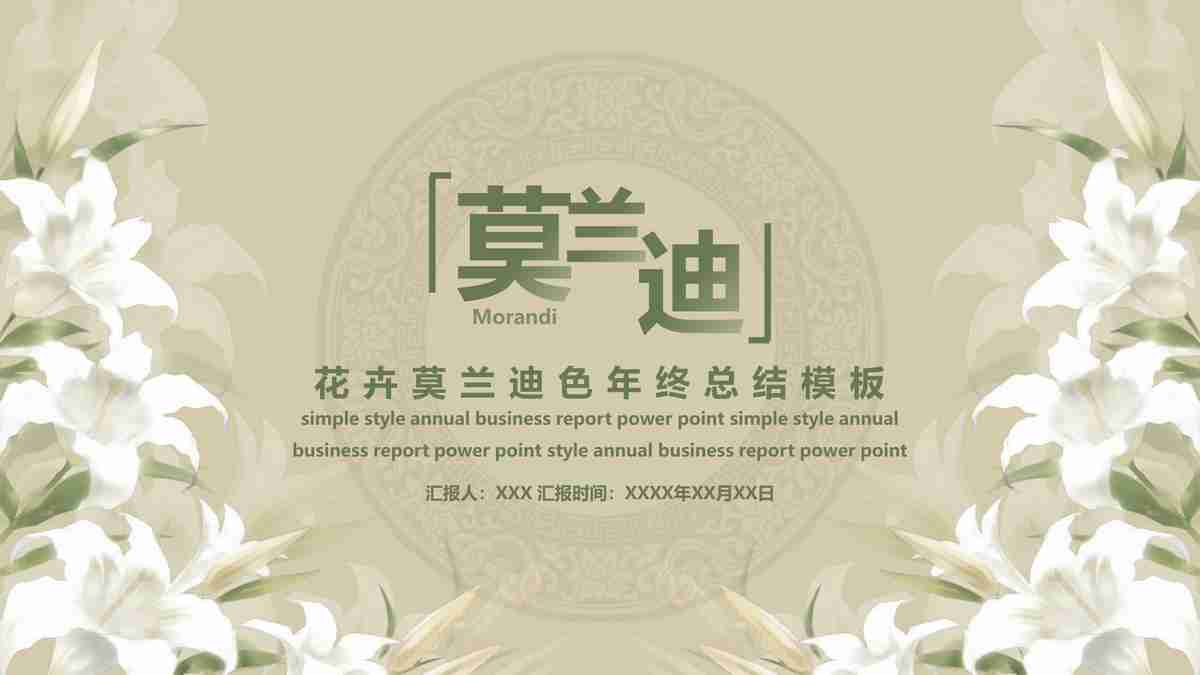 「莫兰迪」
Morandi
花卉莫兰迪色年终总结模板
simple style annual business report power point simple style annual
business report power point style annual business report power point
汇报人：XXX 汇报时间：XXXX年XX月XX日